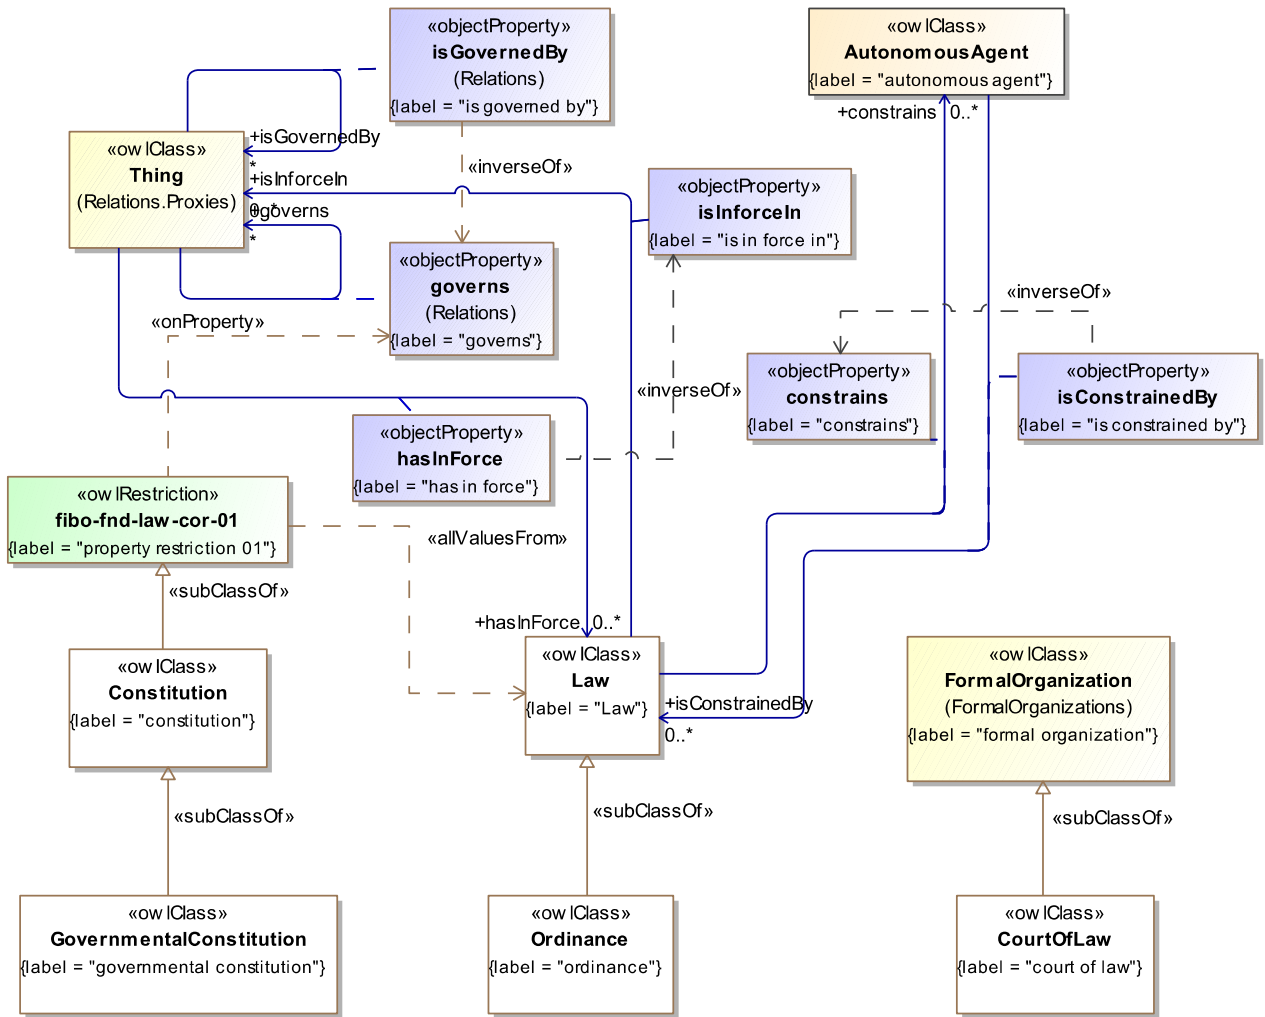 «objectProperty»
isGovernedBy
(Relations)
{label = "is governed by"}
«owlClass»
AutonomousAgent
{label = "autonomous agent"}
+constrains
0..*
«owlClass»
Thing
(Relations.Proxies)
+isGovernedBy
*
+isInforceIn
0..*
+governs
*
«inverseOf»
«objectProperty»
isInforceIn
{label = "is in force in"}
«objectProperty»
governs
(Relations)
{label = "governs"}
«onProperty»
«inverseOf»
«inverseOf»
«objectProperty»
constrains
{label = "constrains"}
«objectProperty»
isConstrainedBy
{label = "is constrained by"}
«objectProperty»
hasInForce
{label = "has in force"}
«owlRestriction»
fibo-fnd-law-cor-01
{label = "property restriction 01"}
«allValuesFrom»
«subClassOf»
+hasInForce
0..*
«owlClass»
Constitution
{label = "constitution"}
«owlClass»
Law
{label = "Law"}
+isConstrainedBy
0..*
«owlClass»
FormalOrganization
(FormalOrganizations)
{label = "formal organization"}
«subClassOf»
«subClassOf»
«subClassOf»
«owlClass»
GovernmentalConstitution
{label = "governmental constitution"}
«owlClass»
Ordinance
{label = "ordinance"}
«owlClass»
CourtOfLaw
{label = "court of law"}